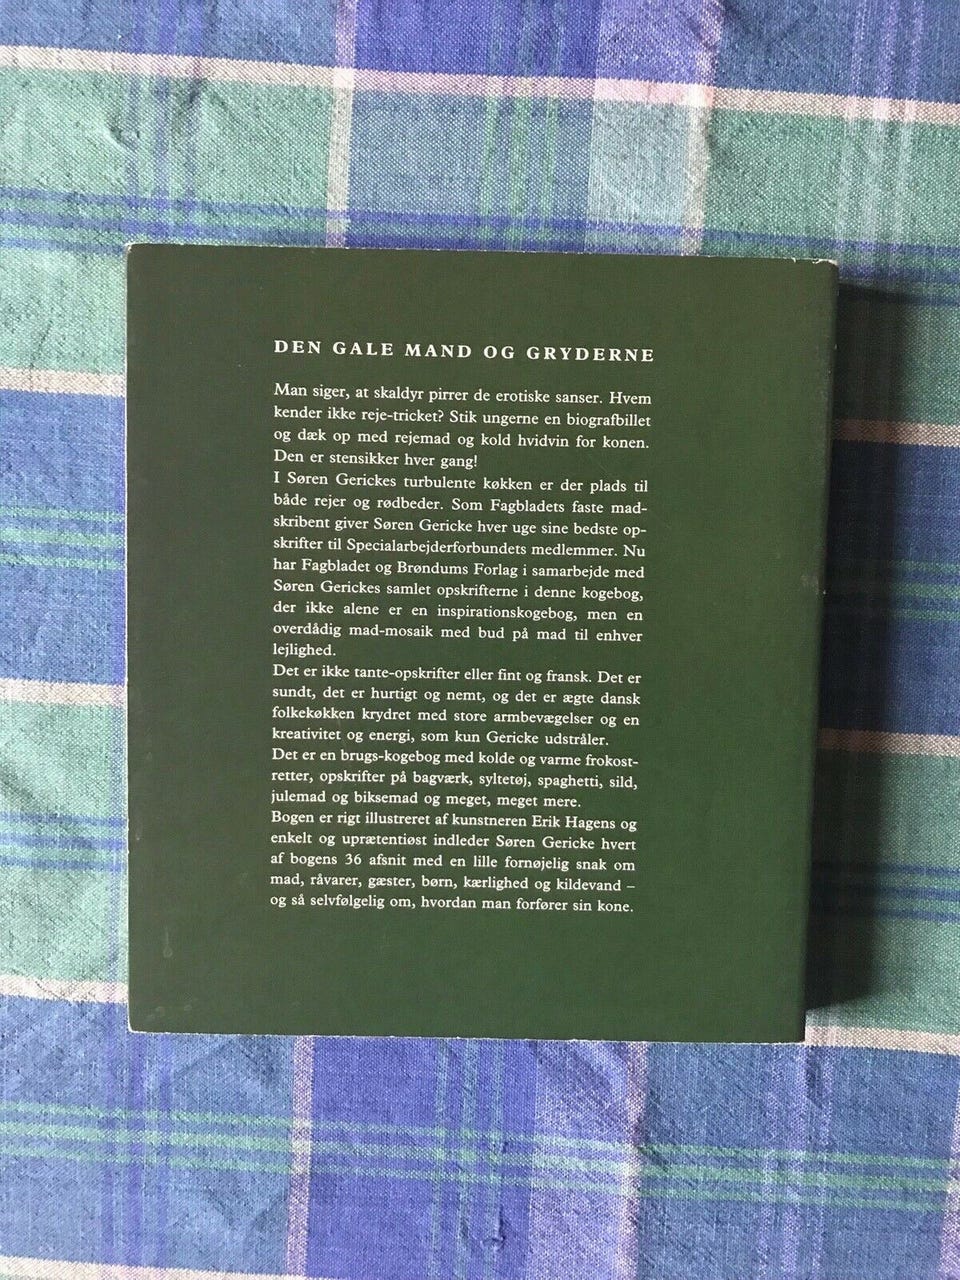 DEN GALE MAND OG GRYDERNE
Man siger, at skaldyr pirrer de erotiske sanser. Hvem
kender ikke reje-tricket? Stik ungerne en biografbillet
og dæk op med rejemad og kold hvidvin for konen.
Den er stensikker hver gang!
I Søren Gerickes turbulente køkken er der plads til
både rejer og rødbeder. Som Fagbladets faste mad-
skribent giver Søren Gericke hver uge sine bedste op-
skrifter til Specialarbejderforbundets medlemmer. Nu
har Fagbladet og Brøndums Forlag i samarbejde med
Søren Gerickes samlet opskrifterne i denne kogebog,
der ikke alene er en inspirationskogebog, men en
overdådig mad-mosaik med bud på mad til enhver
lejlighed.
Det er ikke tante-opskrifter eller fint og fransk. Det er
sundt, det er hurtigt og nemt, og det er ægte dansk
folkekøkken krydret med store armbevægelser og en
kreativitet og energi, som kun Gericke udstråler.
Det er en brugs-kogebog med kolde og varme frokost-
retter, opskrifter på bagværk, syltetøj, spaghetti, sild,
julemad og biksemad og meget, meget mere.
Bogen er rigt illustreret af kunstneren Erik Hagens og
enkelt og uprætentiøst indleder Søren Gericke hvert
af bogens 36 afsnit med en lille fornøjelig snak om
mad, råvarer, gæster, børn, kærlighed og kildevand –
og så selvfølgelig om, hvordan man forfører sin kone.